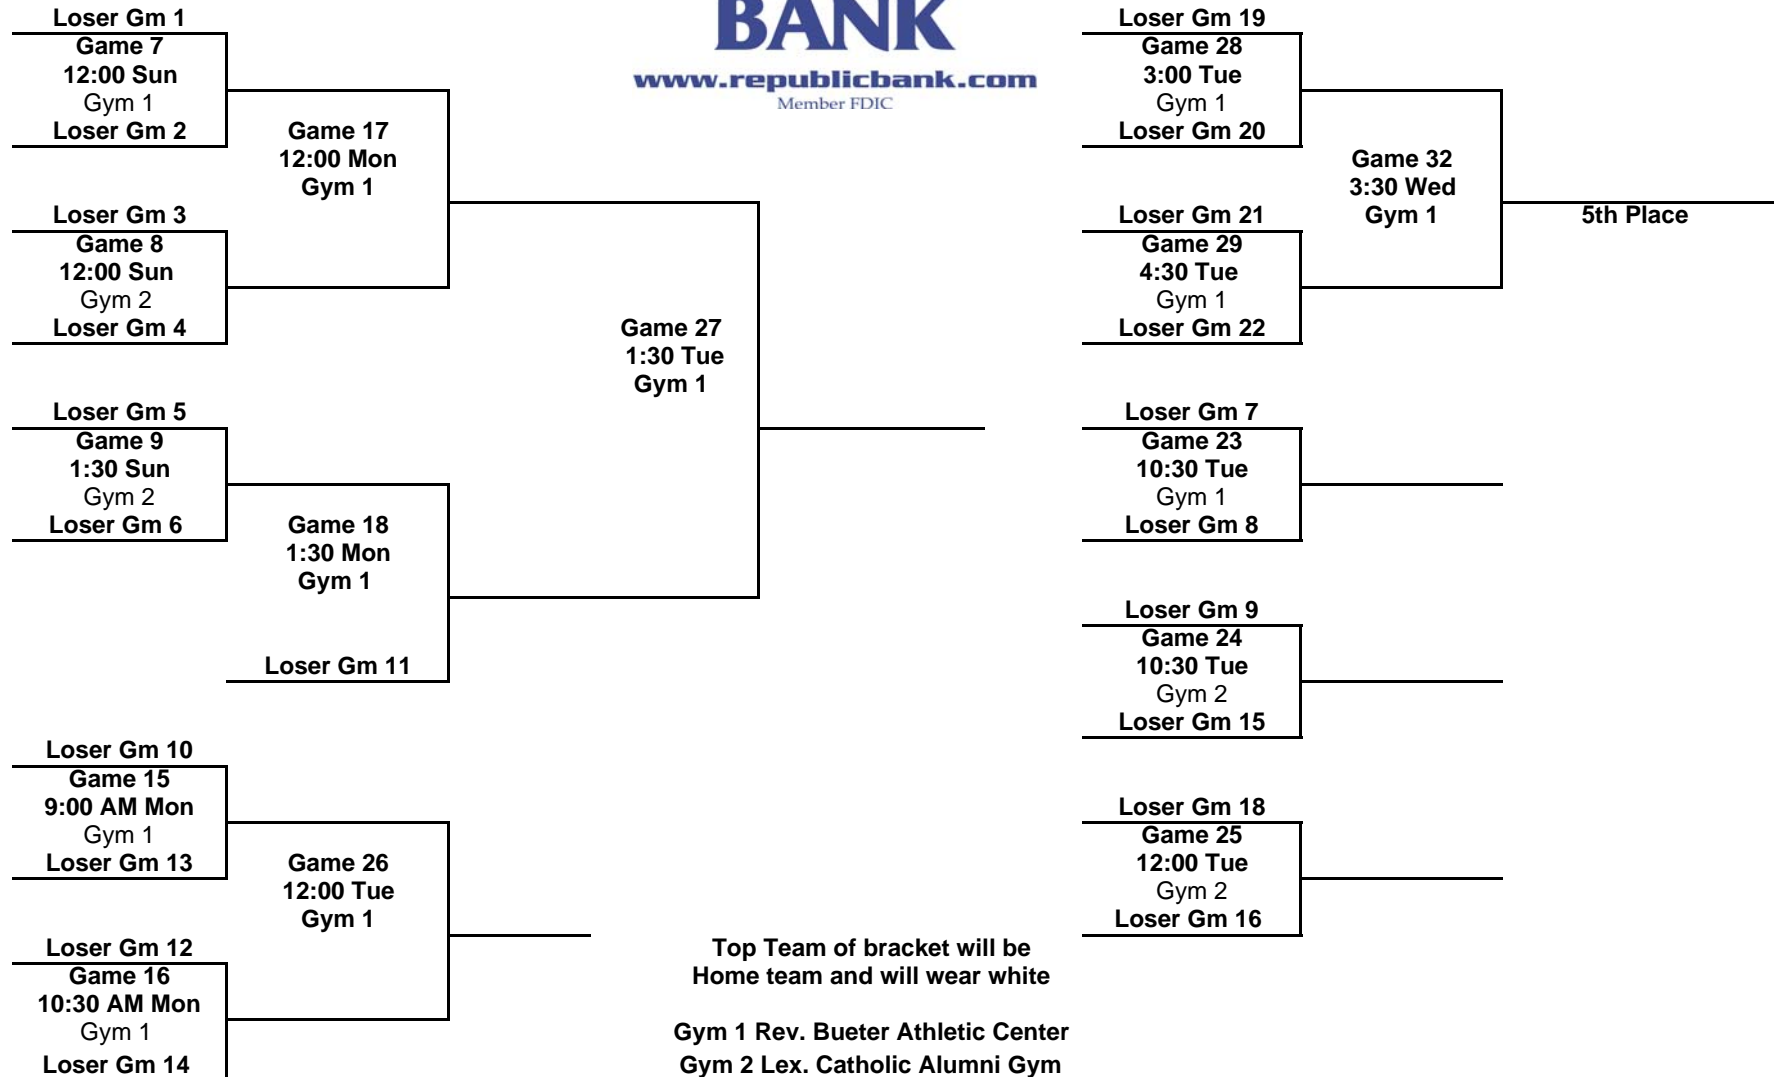 BANK
www.republicbank.com
Member FDIC
Loser Gm 1
Game 7
12:00 Sun
Gym 1
Loser Gm 2
Game 17
12:00 Mon
Gym 1
Loser Gm 3
Game 8
12:00 Sun
Gym 2
Loser Gm 4
Game 27
1:30 Tue
Gym 1
Loser Gm 5
Game 9
1:30 Sun
Gym 2
Loser Gm 6
Game 18
1:30 Mon
Gym 1
Loser Gm 11
Loser Gm 10
Game 15
9:00 AM Mon
Gym 1
Loser Gm 13
Game 26
12:00 Tue
Gym 1
Loser Gm 12
Game 16
10:30 AM Mon
Gym 1
Loser Gm 14
Loser Gm 19
Game 28
3:00 Tue
Gym 1
Loser Gm 20
Game 32
3:30 Wed
Gym 1
5th Place
Loser Gm 21
Game 29
4:30 Tue
Gym 1
Loser Gm 22
Loser Gm 7
Game 23
10:30 Tue
Gym 1
Loser Gm 8
Loser Gm 9
Game 24
10:30 Tue
Gym 2
Loser Gm 15
Loser Gm 18
Game 25
12:00 Tue
Gym 2
Loser Gm 16
Top Team of bracket will be
Home team and will wear white
Gym 1 Rev. Bueter Athletic Center
Gym 2 Lex. Catholic Alumni Gym